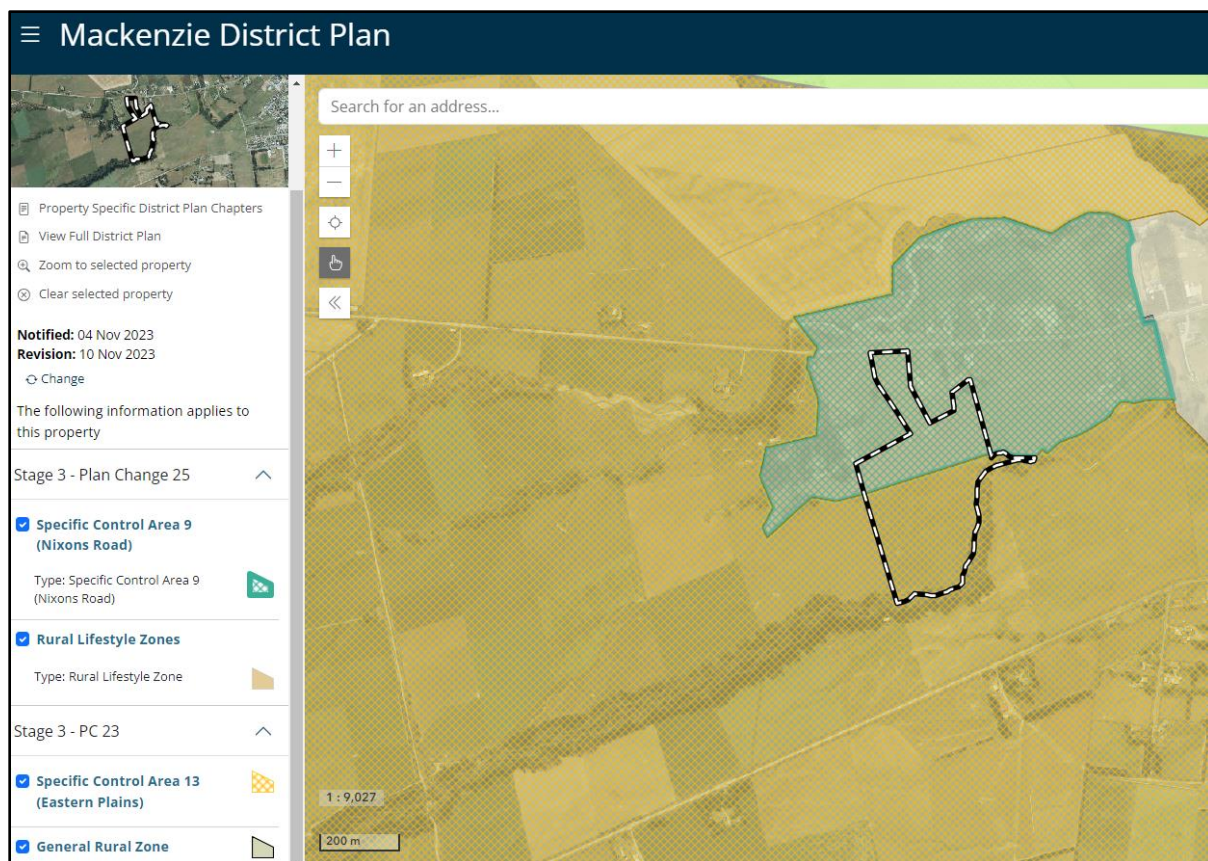 Mackenzie District Plan
Search for an address...
Property Specific District Plan Chapters
View Full District Plan
Zoom to selected property
Clear selected property
Notified: 04 Nov 2023
Revision: 10 Nov 2023
Change
The following information applies to
this property
Stage 3 - Plan Change 25
Specific Control Area 9
(Nixons Road)
Type: Specific Control Area 9
(Nixons Road)
Rural Lifestyle Zones
Type: Rural Lifestyle Zone
Stage 3 - PC 23
Specific Control Area 13
(Eastern Plains)
General Rural Zone
1 : 9,027
200 m